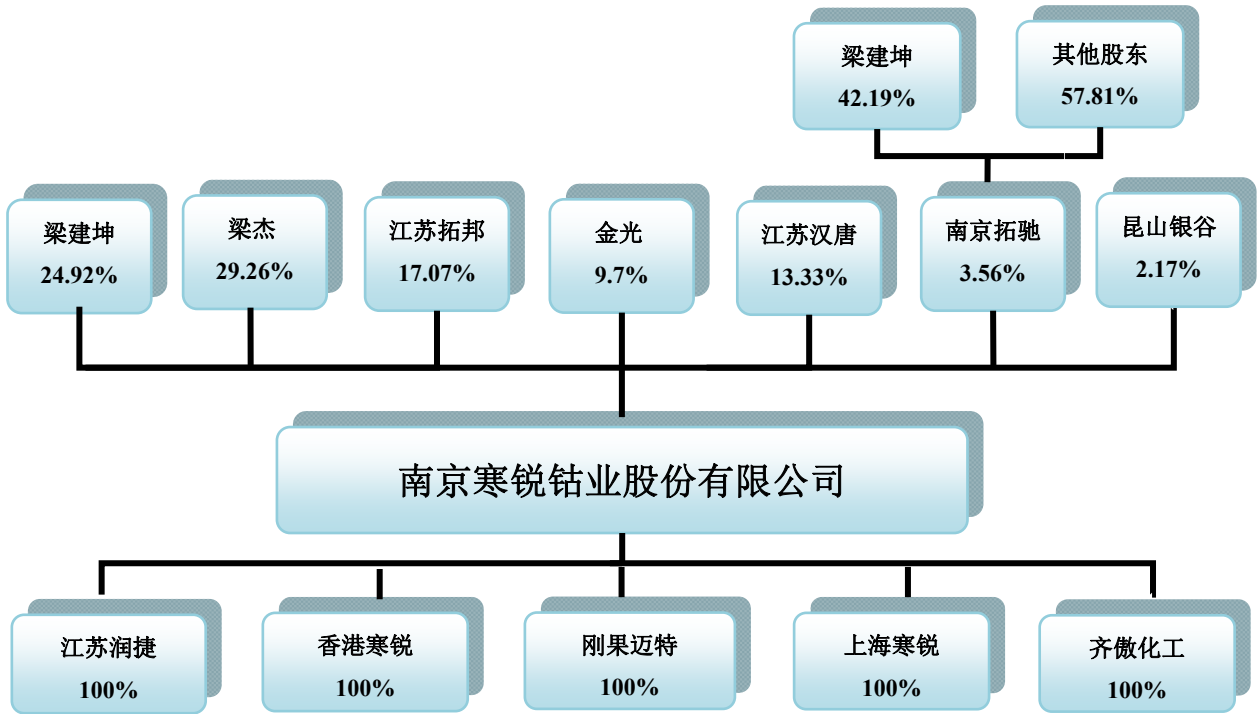 梁建坤
42.19%
其他股东
57.81%
梁建坤
24.92%
梁杰
29.26%
江苏拓邦
17.07%
金光
9.7%
江苏汉唐
13.33%
南京拓驰
3.56%
昆山银谷
2.17%
南京寒锐钴业股份有限公司
江苏润捷
100%
香港寒锐
100%
刚果迈特
100%
上海寒锐
100%
齐傲化工
100%